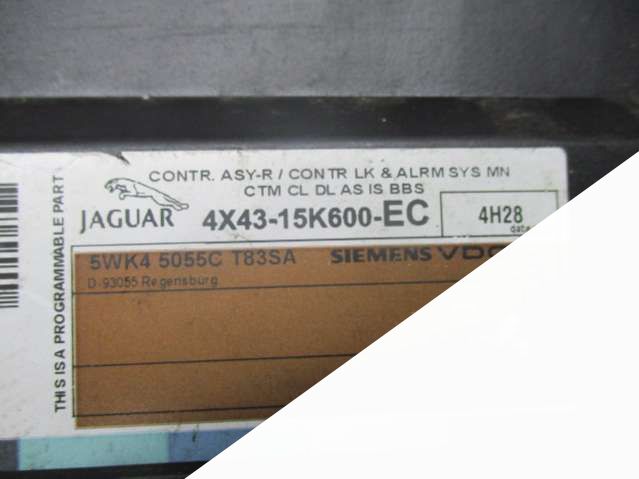 CONTR. ASY-R / CONTR LK & ALRM SYS MN
CTM CL DL AS IS BBS
JAGUAR 4X43-15K600-EC 4H28
date
5WK4 5055C T83SA SIEMENS
D-93055 Regensburg
THIS IS A PROGRAMMABLE PART